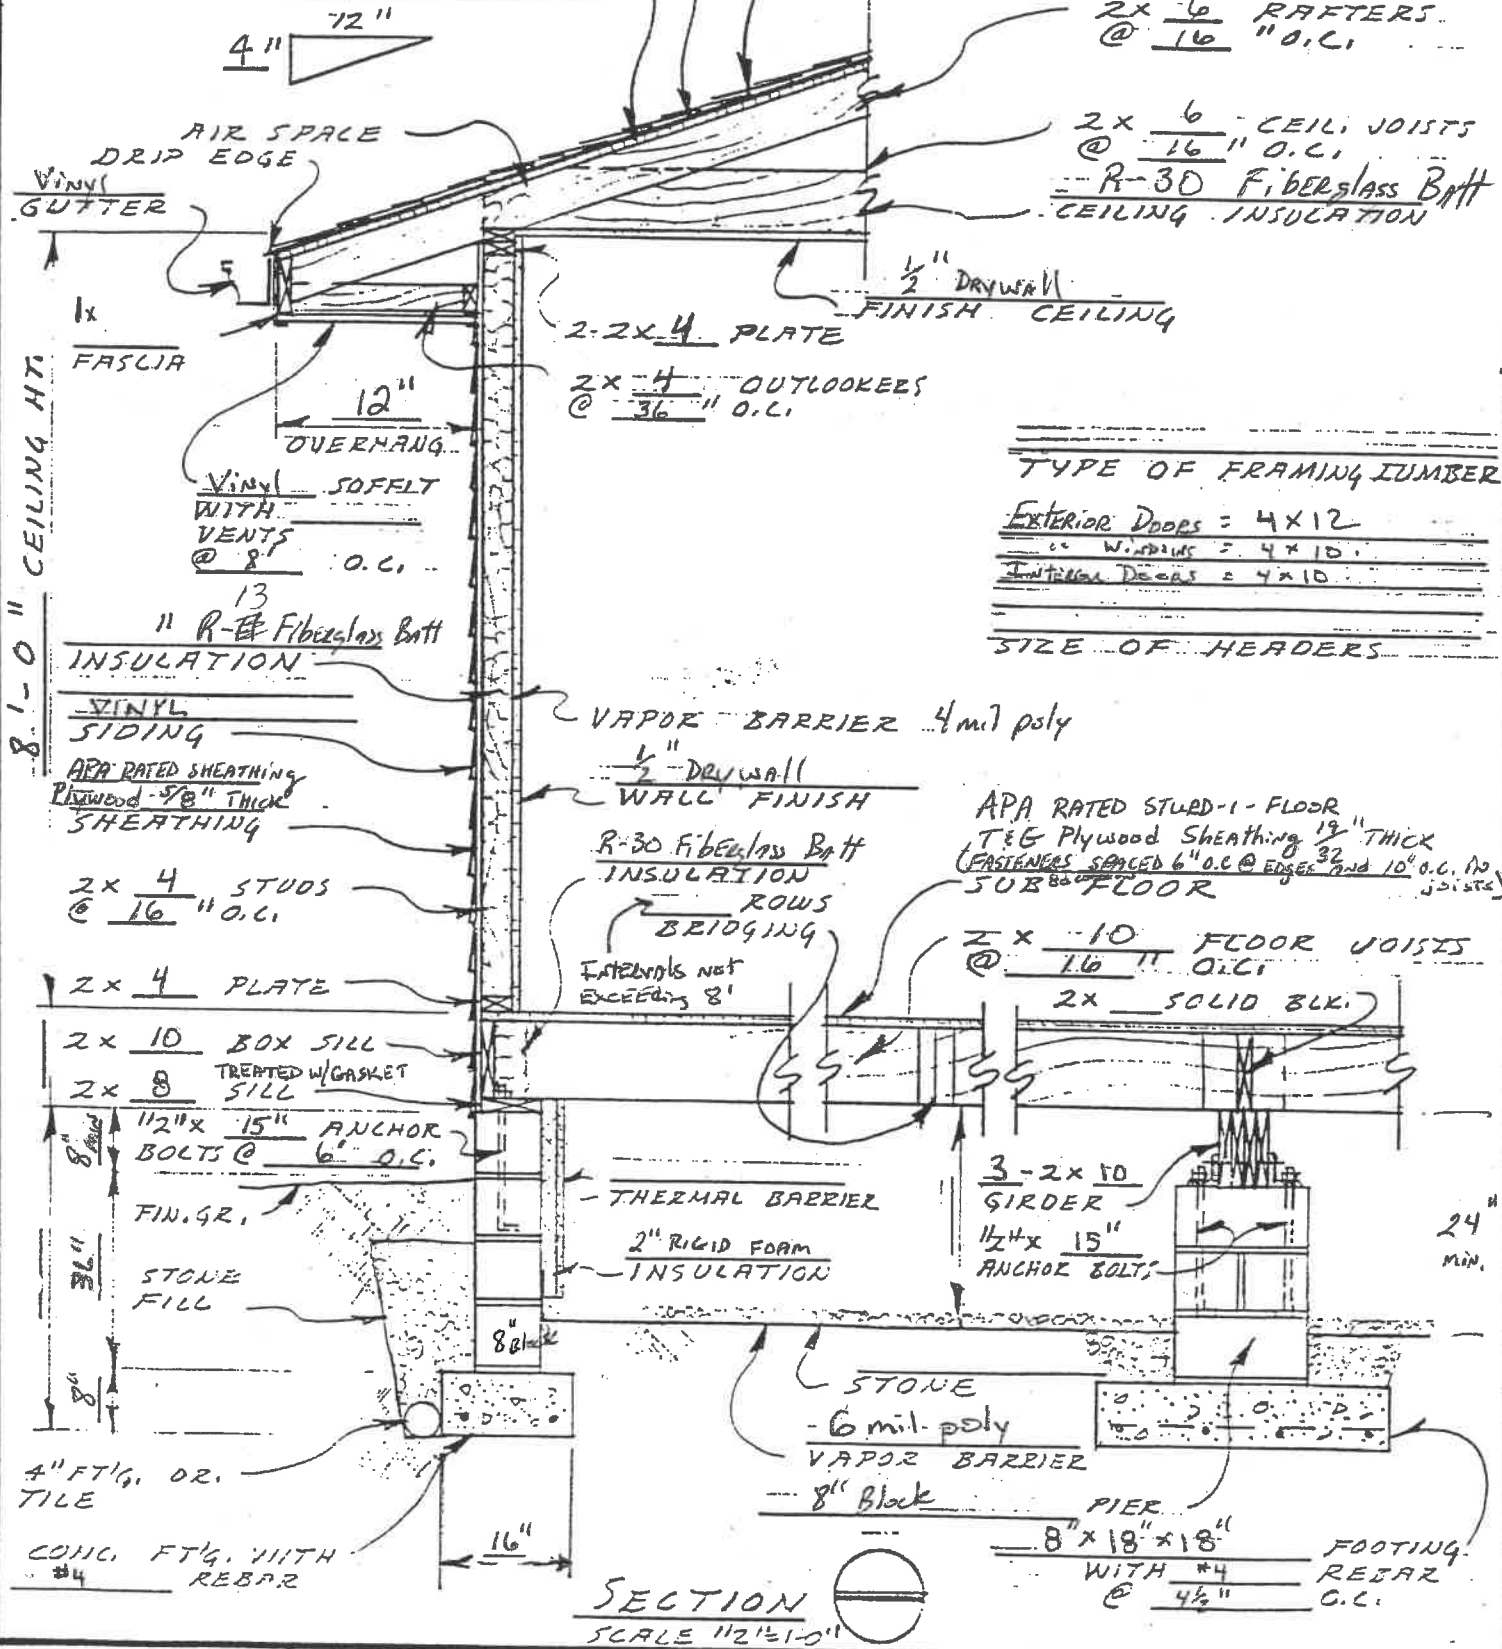 12"
4"
2X 6 RAFTERS
@ 16 "O.C.
AIR SPACE
DRIP EDGE
Vinyl
GUTTER
2X 6 CEIL. JOISTS
@ 16 " O.C.
R-30 Fiberglass Batt
CEILING INSULATION
1/2" Drywall
FINISH CEILING
1x
FASCIA
2-2X 4 PLATE
2X 4 OUTLOOKERS
@ 36 " O.C.
12"
OVERHANG
8'-0" CEILING HT.
Vinyl SOFFIT
WITH
VENTS
@ 8' O.C.
TYPE OF FRAMING LUMBER
EXTERIOR DOORS = 4X12
" WINDOWS = 4X10
INTERIOR DOORS = 4X10
SIZE OF HEADERS
13
" R- Fiberglass Batt
INSULATION
VINYL
SIDING
VAPOR BARRIER 4 mil poly
1/2" Drywall
WALL FINISH
APA RATED SHEATHING
Plywood 5/8" THICK
SHEATHING
R-30 Fiberglass Batt
INSULATION
ROWS
BRIDGING
INTERVALS NOT
EXCEEDING 8'
APA RATED STURD-I-FLOOR
T&G Plywood Sheathing 19/32" THICK
(FASTENERS SPACED 6" O.C @ EDGES and 10" O.C. joists)
SUB FLOOR
2X 4 STUDS
@ 16 " O.C.
2 X 10 FLOOR JOISTS
@ 16 " O.C.
2X SOLID BLK.
2X 4 PLATE
2X 10 BOX SILL
TREATED W/GASKET
2X 8 SILL
1/2" X 15" ANCHOR
BOLTS @ 6' O.C.
8" MIN
FIN. GR.
THERMAL BARRIER
3-2X 10
GIRDER
1/2" X 15"
ANCHOR BOLTS
24"
MIN.
36"
STONE
FILL
2" RIGID FOAM
INSULATION
8" Block
8"
STONE
6 mil poly
VAPOR BARRIER
4" FT'G. DR.
TILE
8" Block
PIER
16"
CONC. FT'G. WITH
#4 REBAR
8" X 18" X 18"
FOOTING
WITH #4 REBAR
@ 4½" O.C.
SECTION
SCALE 1/2"=1'-0"